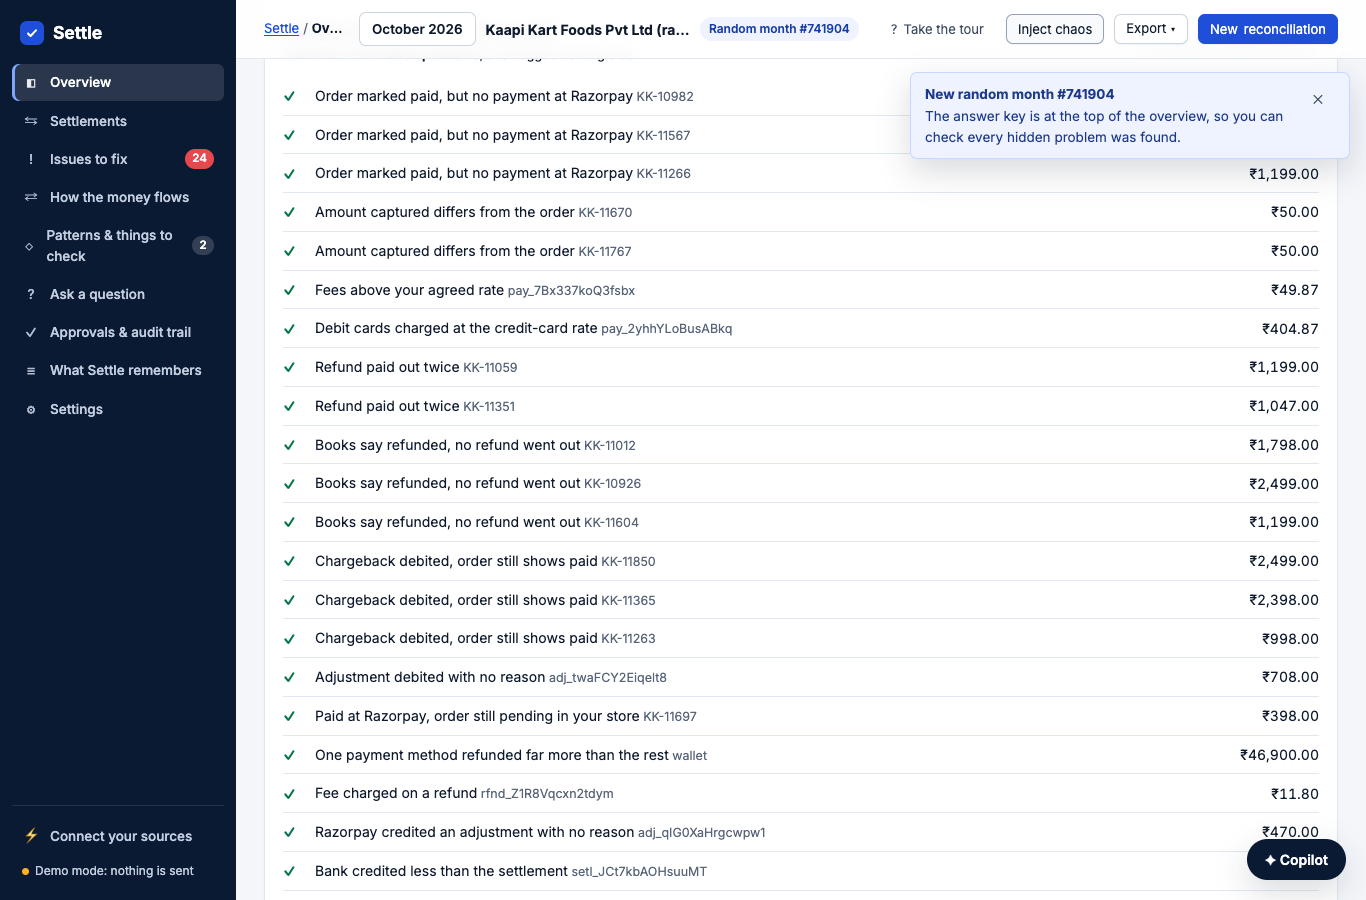 Settle
Overview
Settlements
! Issues to fix 24
How the money flows
Patterns & things to check 2
? Ask a question
Approvals & audit trail
What Settle remembers
Settings
Connect your sources
Demo mode: nothing is sent
Settle / Ov...
October 2026
Kaapi Kart Foods Pvt Ltd (ra...
Random month #741904
? Take the tour
Inject chaos
Export
New reconciliation
New random month #741904
The answer key is at the top of the overview, so you can
check every hidden problem was found.
Order marked paid, but no payment at Razorpay KK-10982
Order marked paid, but no payment at Razorpay KK-11567
Order marked paid, but no payment at Razorpay KK-11266 ₹1,199.00
Amount captured differs from the order KK-11670 ₹50.00
Amount captured differs from the order KK-11767 ₹50.00
Fees above your agreed rate pay_7Bx337koQ3fsbx ₹49.87
Debit cards charged at the credit-card rate pay_2yhhYLoBusABkq ₹404.87
Refund paid out twice KK-11059 ₹1,199.00
Refund paid out twice KK-11351 ₹1,047.00
Books say refunded, no refund went out KK-11012 ₹1,798.00
Books say refunded, no refund went out KK-10926 ₹2,499.00
Books say refunded, no refund went out KK-11604 ₹1,199.00
Chargeback debited, order still shows paid KK-11850 ₹2,499.00
Chargeback debited, order still shows paid KK-11365 ₹2,398.00
Chargeback debited, order still shows paid KK-11263 ₹998.00
Adjustment debited with no reason adj_twaFCY2Eiqelt8 ₹708.00
Paid at Razorpay, order still pending in your store KK-11697 ₹398.00
One payment method refunded far more than the rest wallet ₹46,900.00
Fee charged on a refund rfnd_Z1R8Vqcxn2tdym ₹11.80
Razorpay credited an adjustment with no reason adj_qIG0XaHrgcwpw1 ₹470.00
Bank credited less than the settlement setl_JCt7kbAOHsuuMT
Copilot